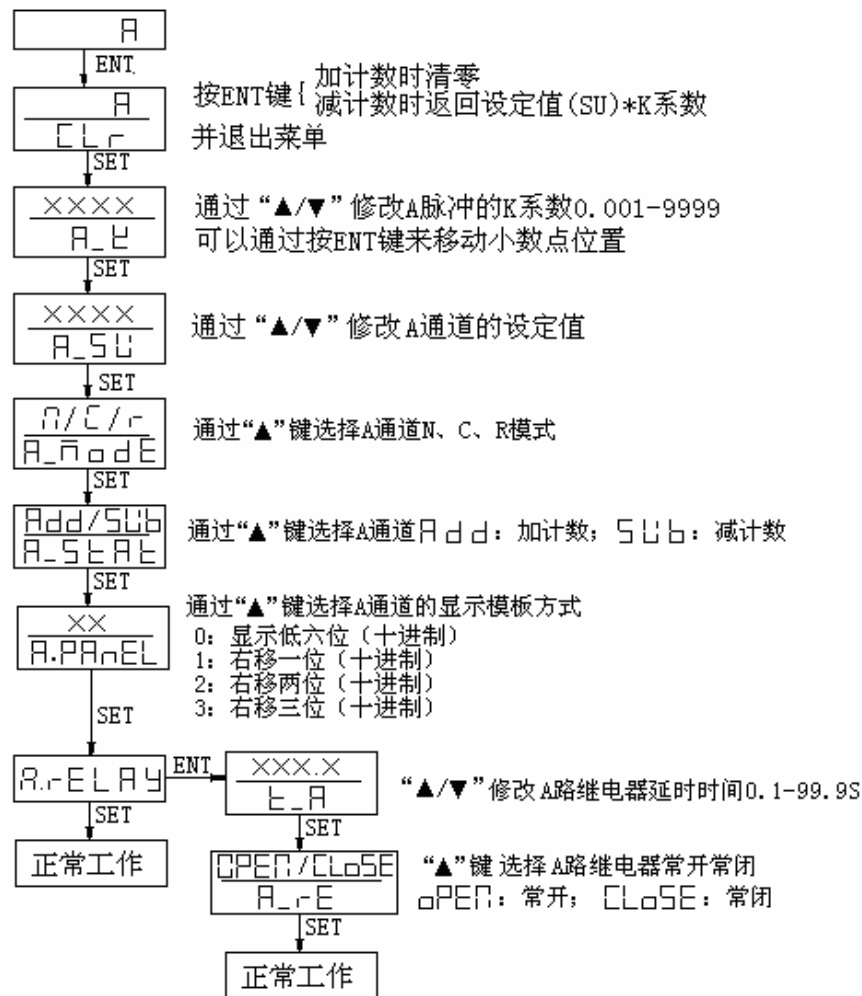 A
ENT
A
CLr
按ENT键{ 加计数时清零
减计数时返回设定值(SU)*K系数
并退出菜单
SET
××××
A_K
通过“▲/▼”修改A脉冲的K系数0.001-9999
可以通过按ENT键来移动小数点位置
SET
××××
A_SU
通过“▲/▼”修改A通道的设定值
SET
n/C/r
A_modE
通过“▲”键选择A通道N、C、R模式
SET
Add/SUb
A_StAt
通过“▲”键选择A通道Add：加计数；SUb：减计数
SET
××
A.PAnEL
通过“▲”键选择A通道的显示模板方式
0：显示低六位（十进制）
1：右移一位（十进制）
2：右移两位（十进制）
3：右移三位（十进制）
SET
A.rELAY
ENT
×××.×
t_A
“▲/▼”修改A路继电器延时时间0.1-99.9S
SET
SET
正常工作
OPEn/CLoSE
A_rE
“▲”键 选择A路继电器常开常闭
oPEn：常开；CLoSE：常闭
SET
正常工作